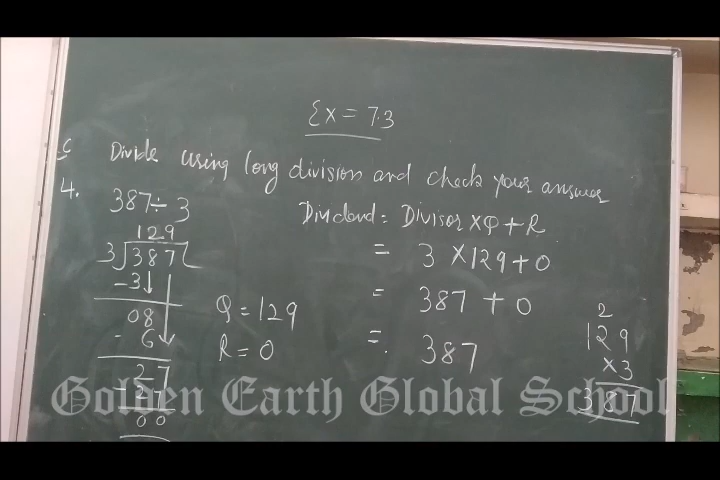 Ex = 7.3
C Divide using long division and check your answer
4. 387 ÷ 3
129
3)387(
-3
08
- 6
27
- 27
00
Q = 129
R = 0
Dividend = Divisor × Q + R
= 3 × 129 + 0
= 387 + 0
= 387
2
129
×3
387
Golden Earth Global School